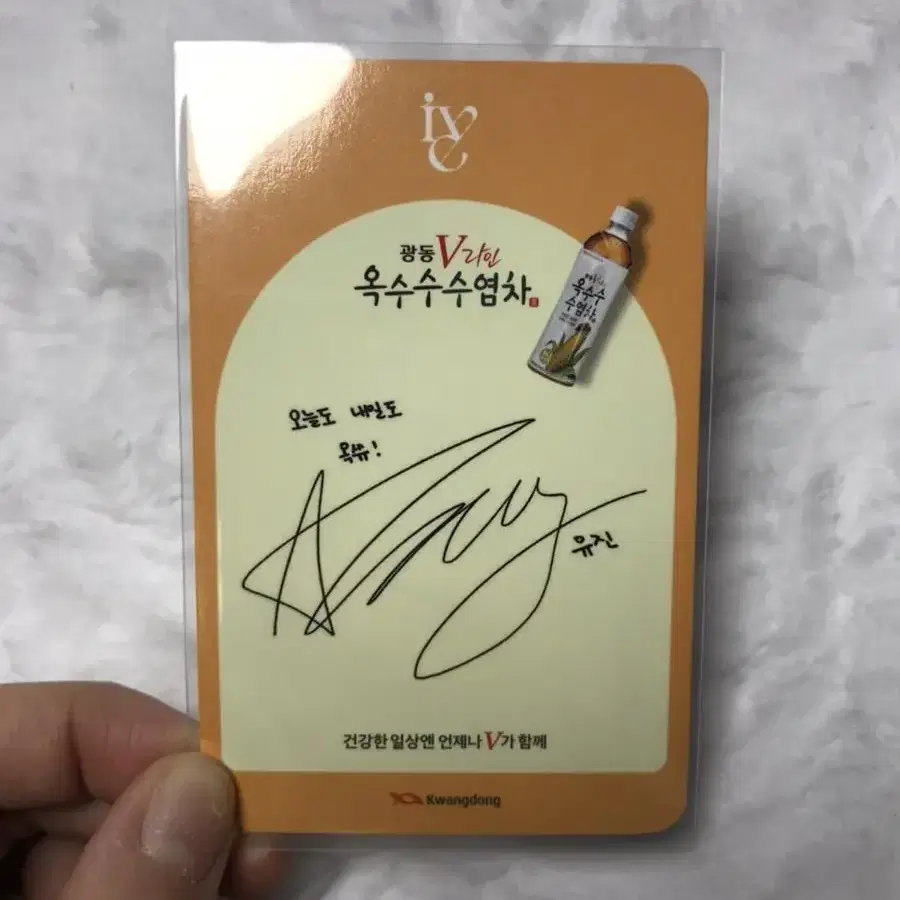 IVE
광동 V라인
옥수수수염차
옥수수
수염차
오늘도 내일도
옥쓔!
유진
건강한 일상엔 언제나 V가 함께
Kwangdong